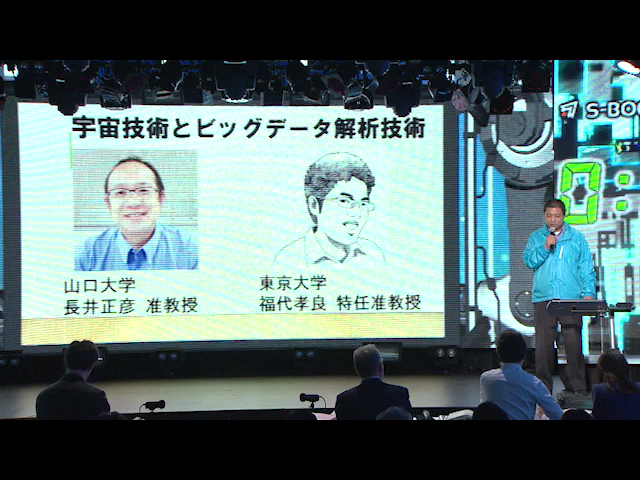 宇宙技術とビッグデータ解析技術
山口大学
長井正彦 准教授
東京大学
福代孝良 特任准教授
S-BOO
0: